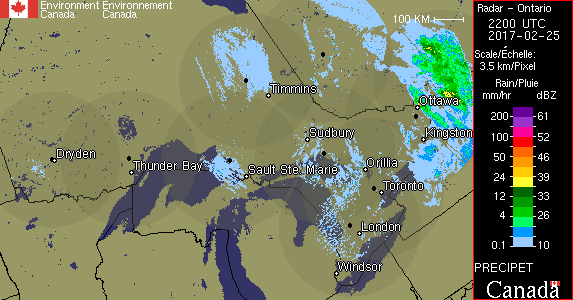 Environment Environnement
Canada Canada
100 KM
Timmins
Ottawa
Sudbury
Kingston
Dryden
Thunder Bay
Sault Ste. Marie
Orillia
Toronto
London
Windsor
Radar - Ontario
2200 UTC
2017-02-25
Scale/Échelle:
3.5 km/Pixel
Rain/Pluie
mm/hr dBZ
200 61
100 52
50 46
24 39
12 33
4 26
0.1 10
PRECIPET
Canada